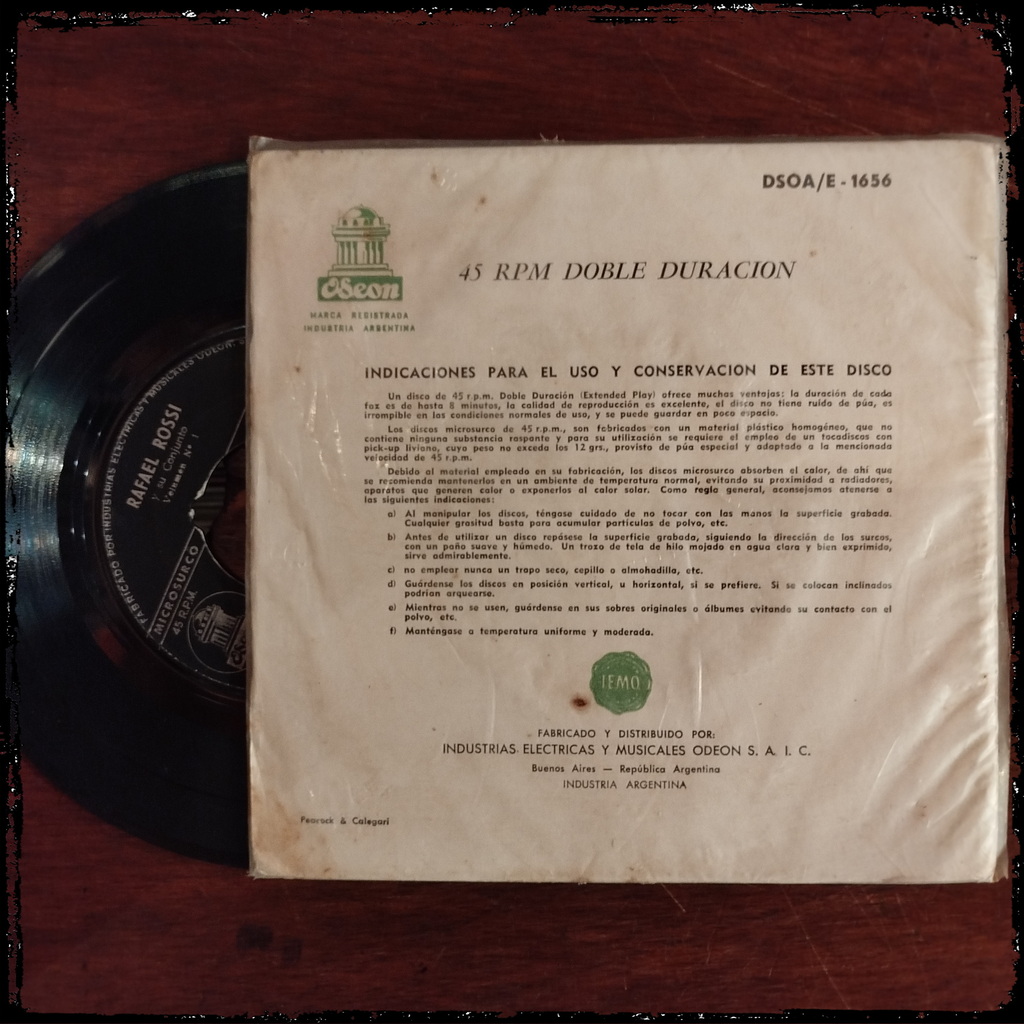 DSOA/E - 1656
Odeon
MARCA REGISTRADA
INDUSTRIA ARGENTINA
45 RPM DOBLE DURACION
INDICACIONES PARA EL USO Y CONSERVACION DE ESTE DISCO
Un disco de 45 r.p.m. Doble Duración (Extended Play) ofrece muchas ventajas: la duración de cada
faz es de hasta 8 minutos, la calidad de reproducción es excelente, el disco no tiene ruido de púa, es
irrompible en las condiciones normales de uso, y se puede guardar en poco espacio.
Los discos microsurco de 45 r.p.m., son fabricados con un material plástico homogéneo, que no
contiene ninguna substancia raspante y para su utilización se requiere el empleo de un tocadiscos con
pick-up liviano, cuyo peso no exceda los 12 grs., provisto de púa especial y adaptado a la mencionada
velocidad de 45 r.p.m.
Debido al material empleado en su fabricación, los discos microsurco absorben el calor, de ahí que
se recomienda mantenerlos en un ambiente de temperatura normal, evitando su proximidad a radiadores,
aparatos que generen calor o exponerlos al calor solar. Como regla general, aconsejamos atenerse a
las siguientes indicaciones:
a) Al manipular los discos, téngase cuidado de no tocar con las manos la superficie grabada.
Cualquier grasitud basta para acumular partículas de polvo, etc.
b) Antes de utilizar un disco repásese la superficie grabada, siguiendo la dirección de los surcos,
con un paño suave y húmedo. Un trozo de tela de hilo mojado en agua clara y bien exprimido,
sirve admirablemente.
c) no emplear nunca un trapo seco, cepillo o almohadilla, etc.
d) Guárdense los discos en posición vertical, u horizontal, si se prefiere. Si se colocan inclinados
podrían arquearse.
e) Mientras no se usen, guárdense en sus sobres originales o álbumes evitando su contacto con el
polvo, etc.
f) Manténgase a temperatura uniforme y moderada.
IEMO
FABRICADO Y DISTRIBUIDO POR:
INDUSTRIAS ELECTRICAS Y MUSICALES ODEON S. A. I. C.
Buenos Aires — República Argentina
INDUSTRIA ARGENTINA
Peacock & Calegari
FABRICADO POR INDUSTRIAS ELECTRICAS Y MUSICALES ODEON
RAFAEL ROSSI
y su Conjunto
Nº 1
MICROSURCO
45 R.P.M.